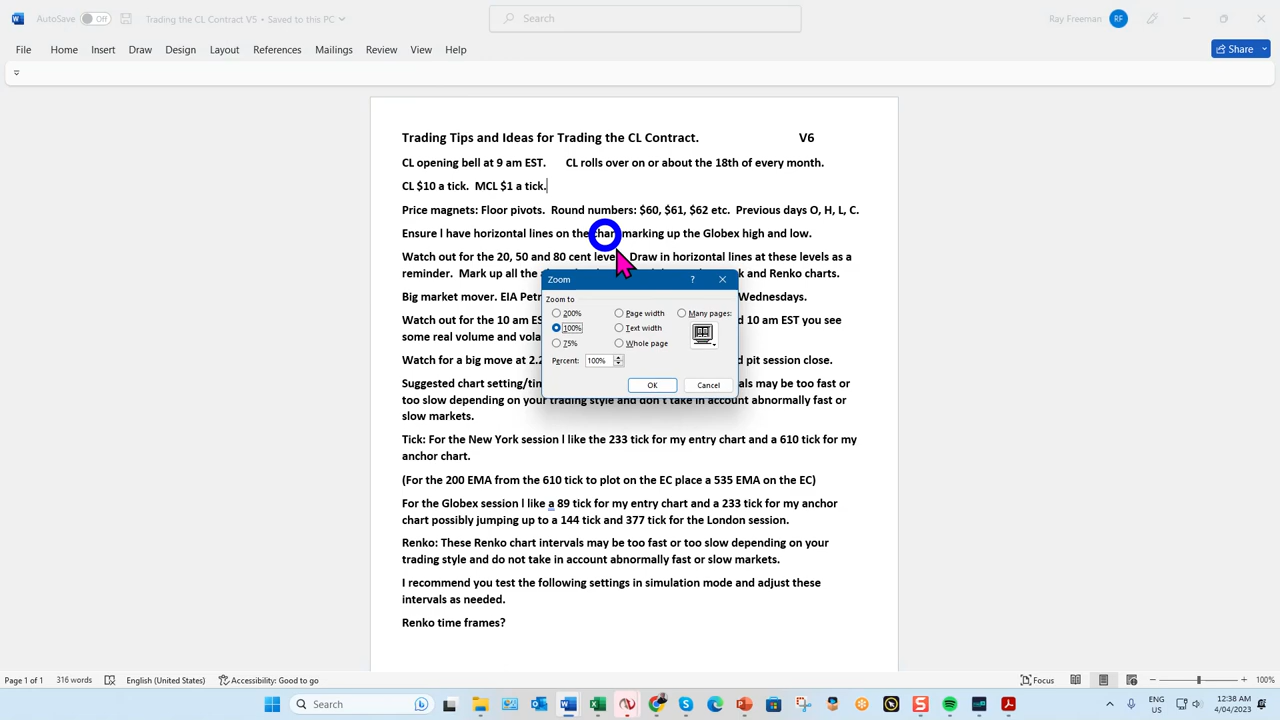 AutoSave Off Trading the CL Contract V5 • Saved to this PC Search Ray Freeman RF
File Home Insert Draw Design Layout References Mailings Review View Help Share
Trading Tips and Ideas for Trading the CL Contract. V6
CL opening bell at 9 am EST. CL rolls over on or about the 18th of every month.
CL $10 a tick. MCL $1 a tick.
Price magnets: Floor pivots. Round numbers: $60, $61, $62 etc. Previous days O, H, L, C.
Ensure I have horizontal lines on the chart marking up the Globex high and low.
Watch out for the 20, 50 and 80 cent level Draw in horizontal lines at these levels as a
reminder. Mark up all the and Renko charts.
Big market mover. EIA Wednesdays.
Watch out for the 10 am d 10 am EST you see
some real volume and
Watch for a big move at d pit session close.
Suggested chart may be too fast or
too slow depending on your trading style and don't take in account abnormally fast or
slow markets.
Tick: For the New York session I like the 233 tick for my entry chart and a 610 tick for my
anchor chart.
(For the 200 EMA from the 610 tick to plot on the EC place a 535 EMA on the EC)
For the Globex session I like a 89 tick for my entry chart and a 233 tick for my anchor
chart possibly jumping up to a 144 tick and 377 tick for the London session.
Renko: These Renko chart intervals may be too fast or too slow depending on your
trading style and do not take in account abnormally fast or slow markets.
I recommend you test the following settings in simulation mode and adjust these
intervals as needed.
Renko time frames?
Zoom ?
Zoom to
200% Page width Many pages:
100% Text width
75% Whole page
Percent: 100%
OK Cancel
Page 1 of 1 316 words English (United States) Accessibility: Good to go Focus 100%
Search ENG US 12:38 AM 4/04/2023